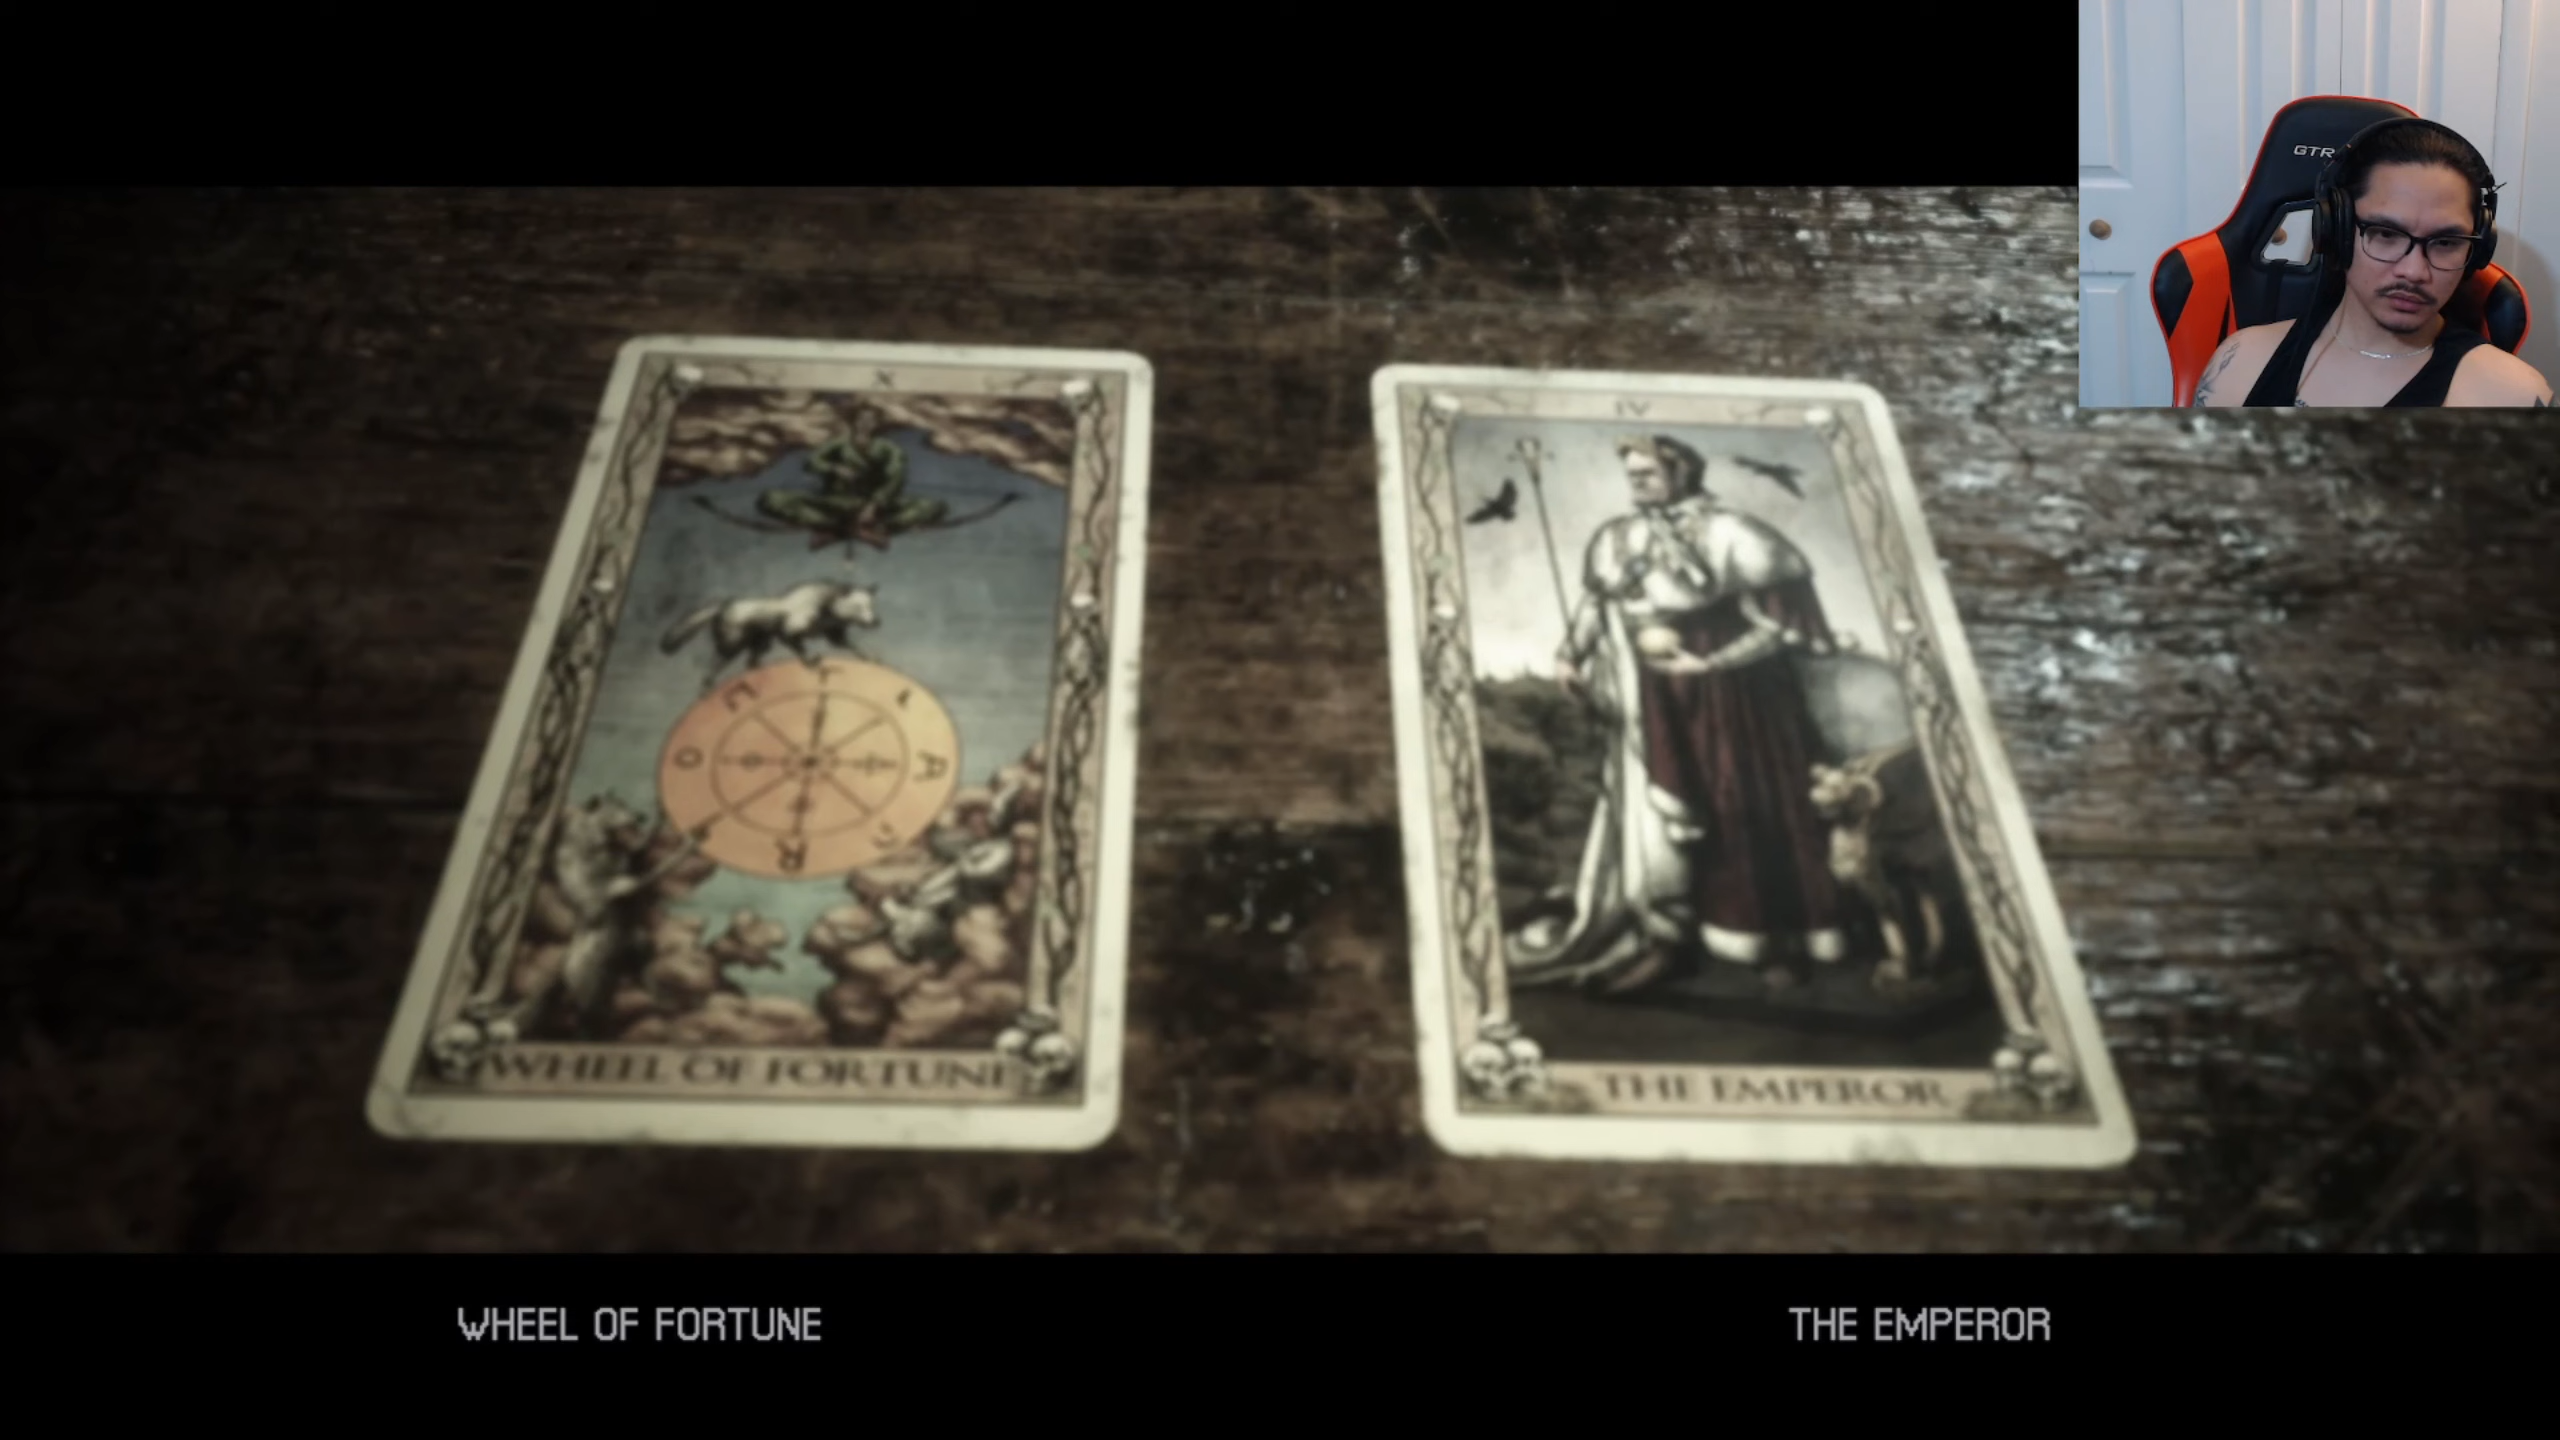 GTR
X
IV
WHEEL OF FORTUNE
THE EMPEROR
WHEEL OF FORTUNE
THE EMPEROR